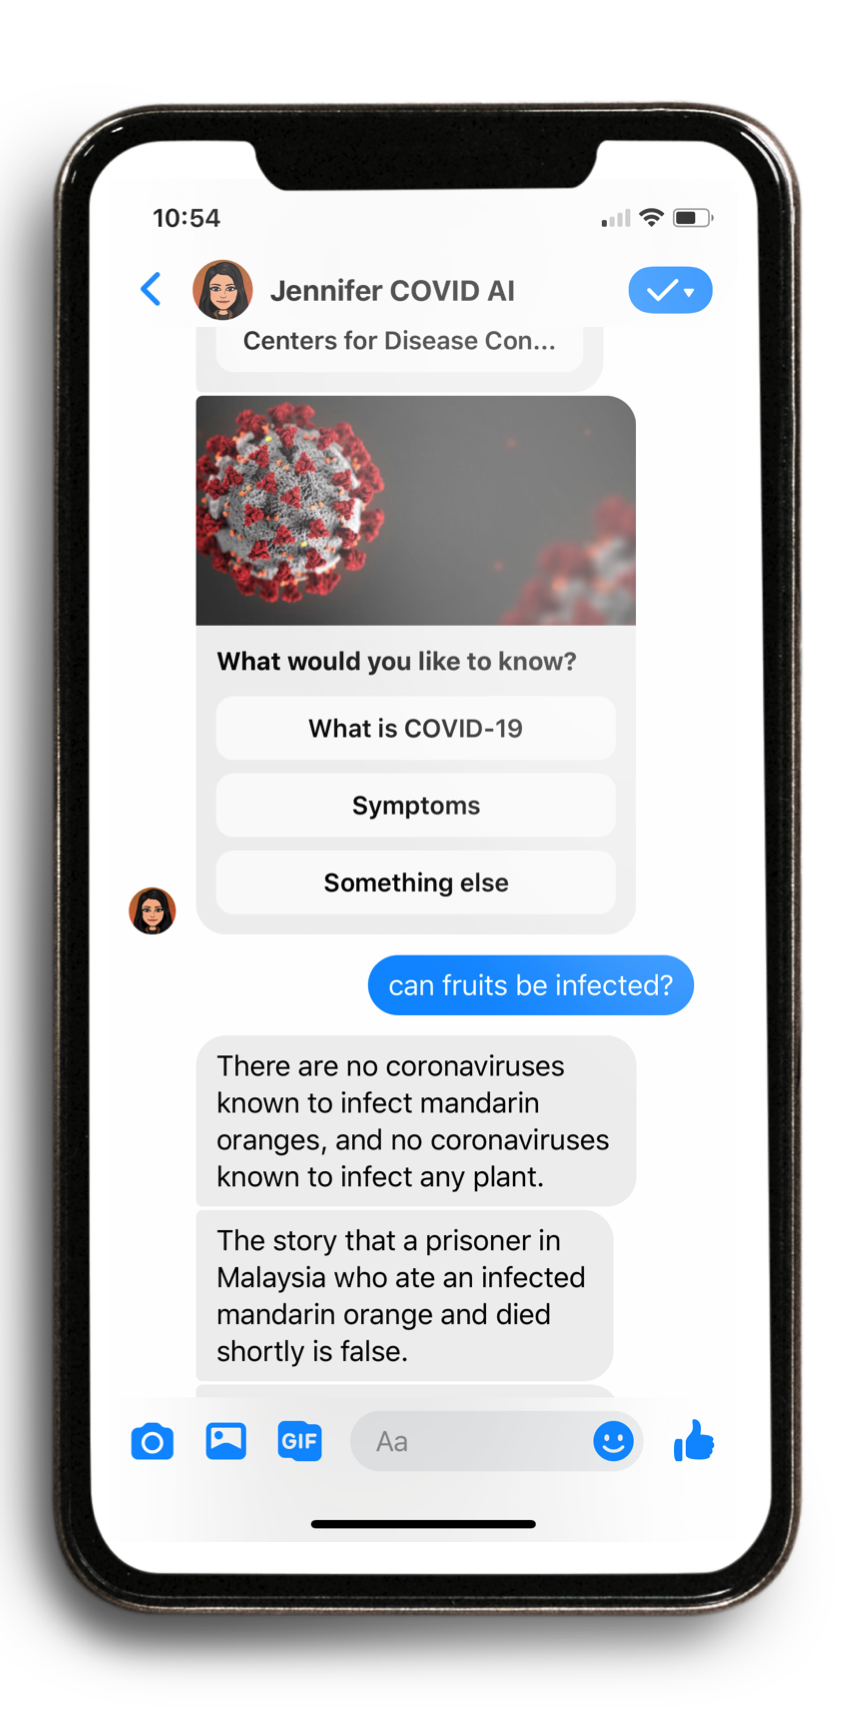 10:54
Jennifer COVID AI
Centers for Disease Con...
What would you like to know?
What is COVID-19
Symptoms
Something else
can fruits be infected?
There are no coronaviruses
known to infect mandarin
oranges, and no coronaviruses
known to infect any plant.
The story that a prisoner in
Malaysia who ate an infected
mandarin orange and died
shortly is false.
GIF
Aa